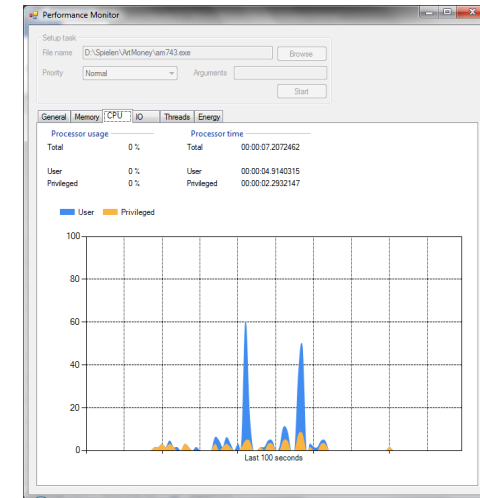 Performance Monitor
Setup task
File name D:\Spielen\ArtMoney\am743.exe Browse
Priority Normal Arguments
Start
General Memory CPU IO Threads Energy
Processor usage Processor time
Total 0 % Total 00:00:07.2072462
User 0 % User 00:00:04.9140315
Privileged 0 % Privileged 00:00:02.2932147
User Privileged
100
80
60
40
20
0
Last 100 seconds